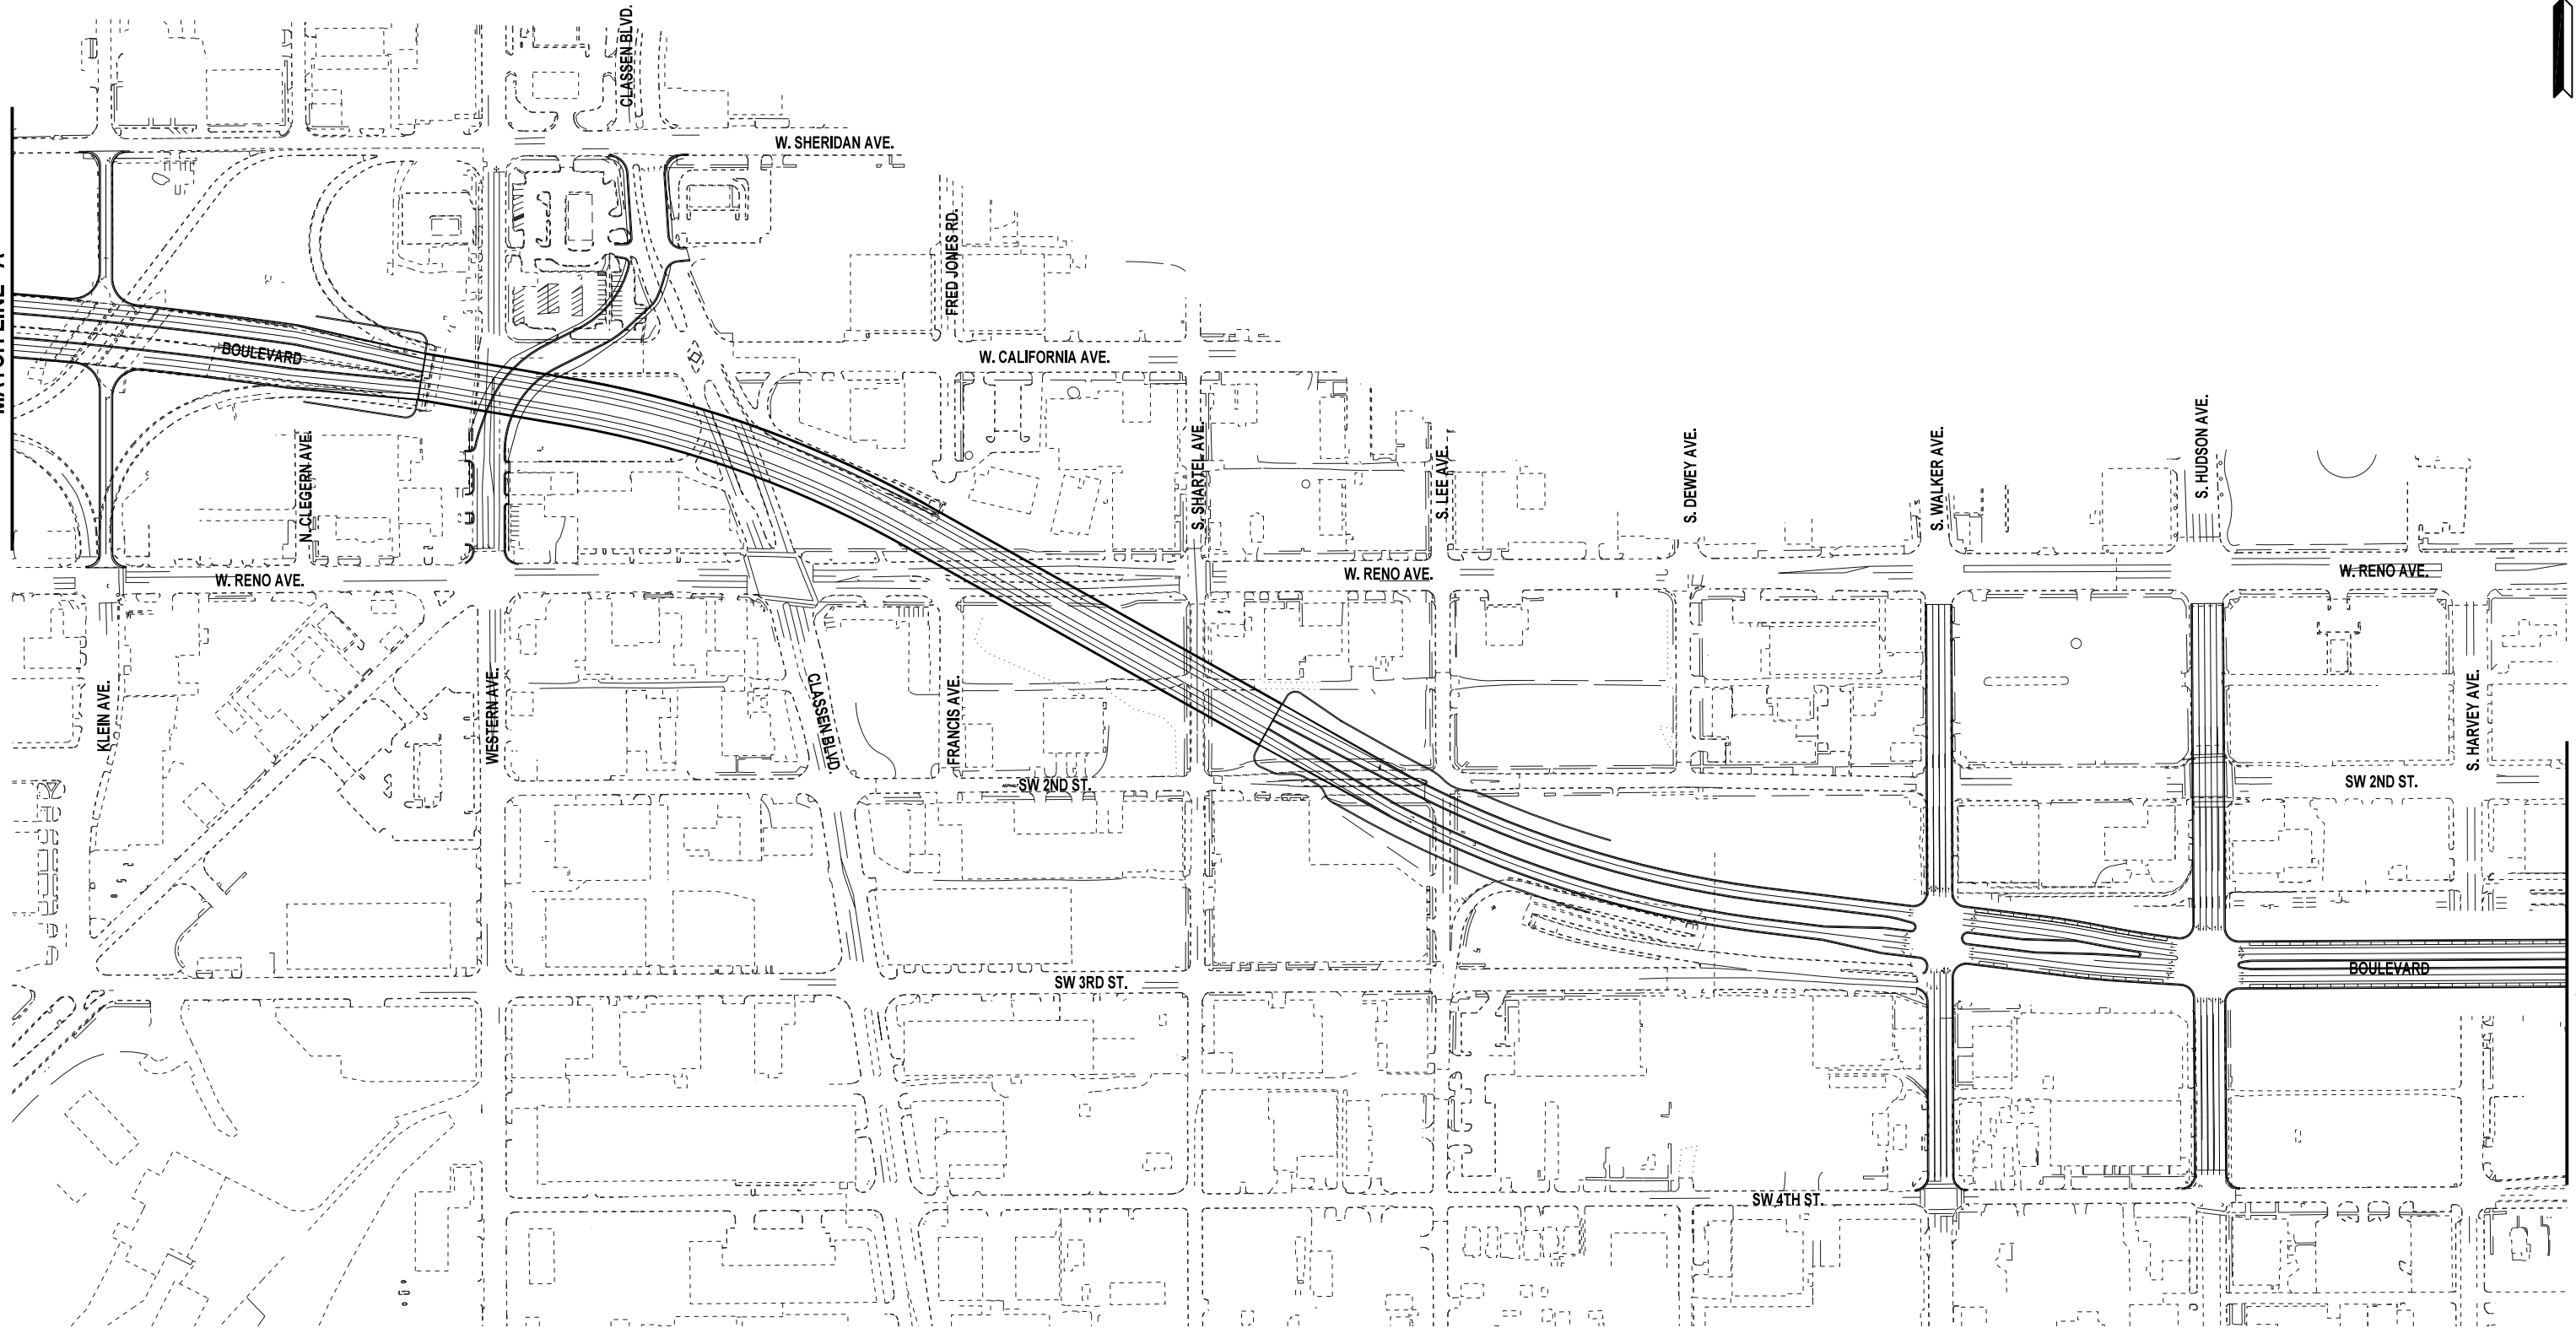 CLASSEN BLVD.
W. SHERIDAN AVE.
FRED JONES RD.
BOULEVARD
W. CALIFORNIA AVE.
N. CLEGERN AVE.
S. SHARTEL AVE.
S. LEE AVE.
S. DEWEY AVE.
S. WALKER AVE.
S. HUDSON AVE.
W. RENO AVE.
W. RENO AVE.
W. RENO AVE.
KLEIN AVE.
WESTERN AVE.
CLASSEN BLVD.
FRANCIS AVE.
S. HARVEY AVE.
SW 2ND ST.
SW 2ND ST.
BOULEVARD
SW 3RD ST.
SW 4TH ST.